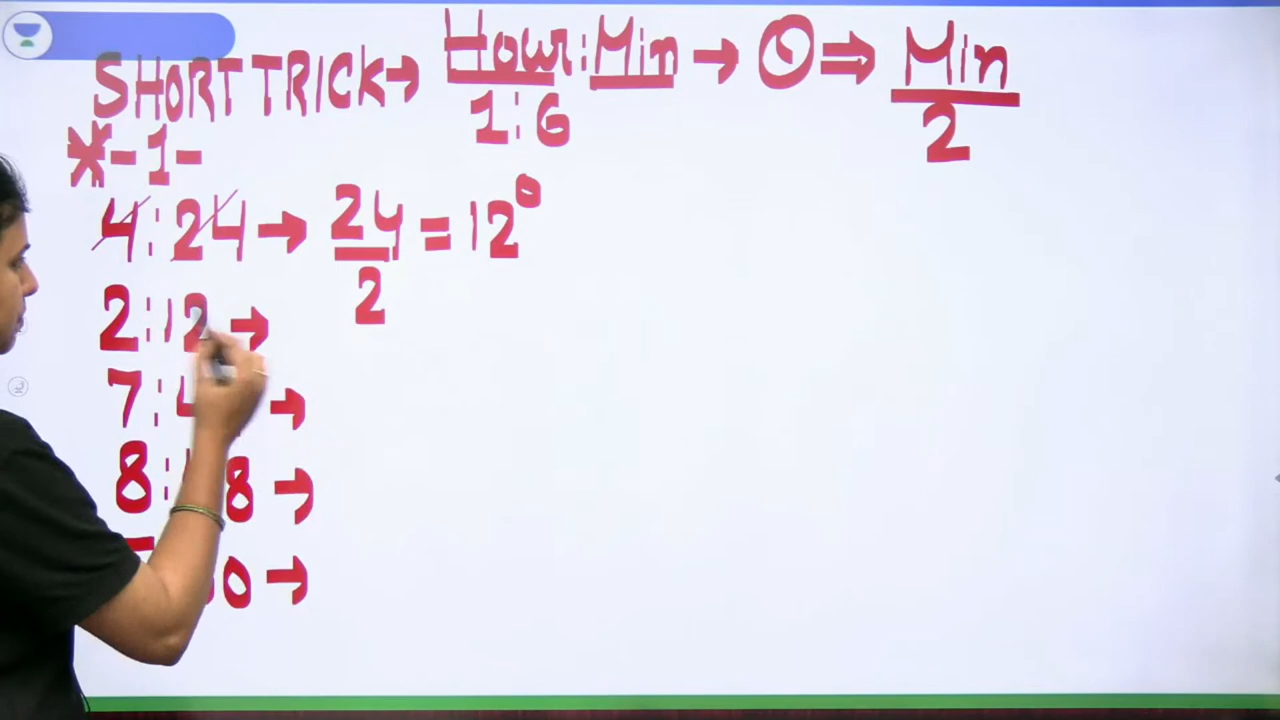 SHORT TRICK → Hour : Min → θ ⇒ Min/2
1 : 6
* - 1 -
4 : 24 → 24/2 = 12°
2 : 12 →
7 : 4 →
8 : 8 →
0 →